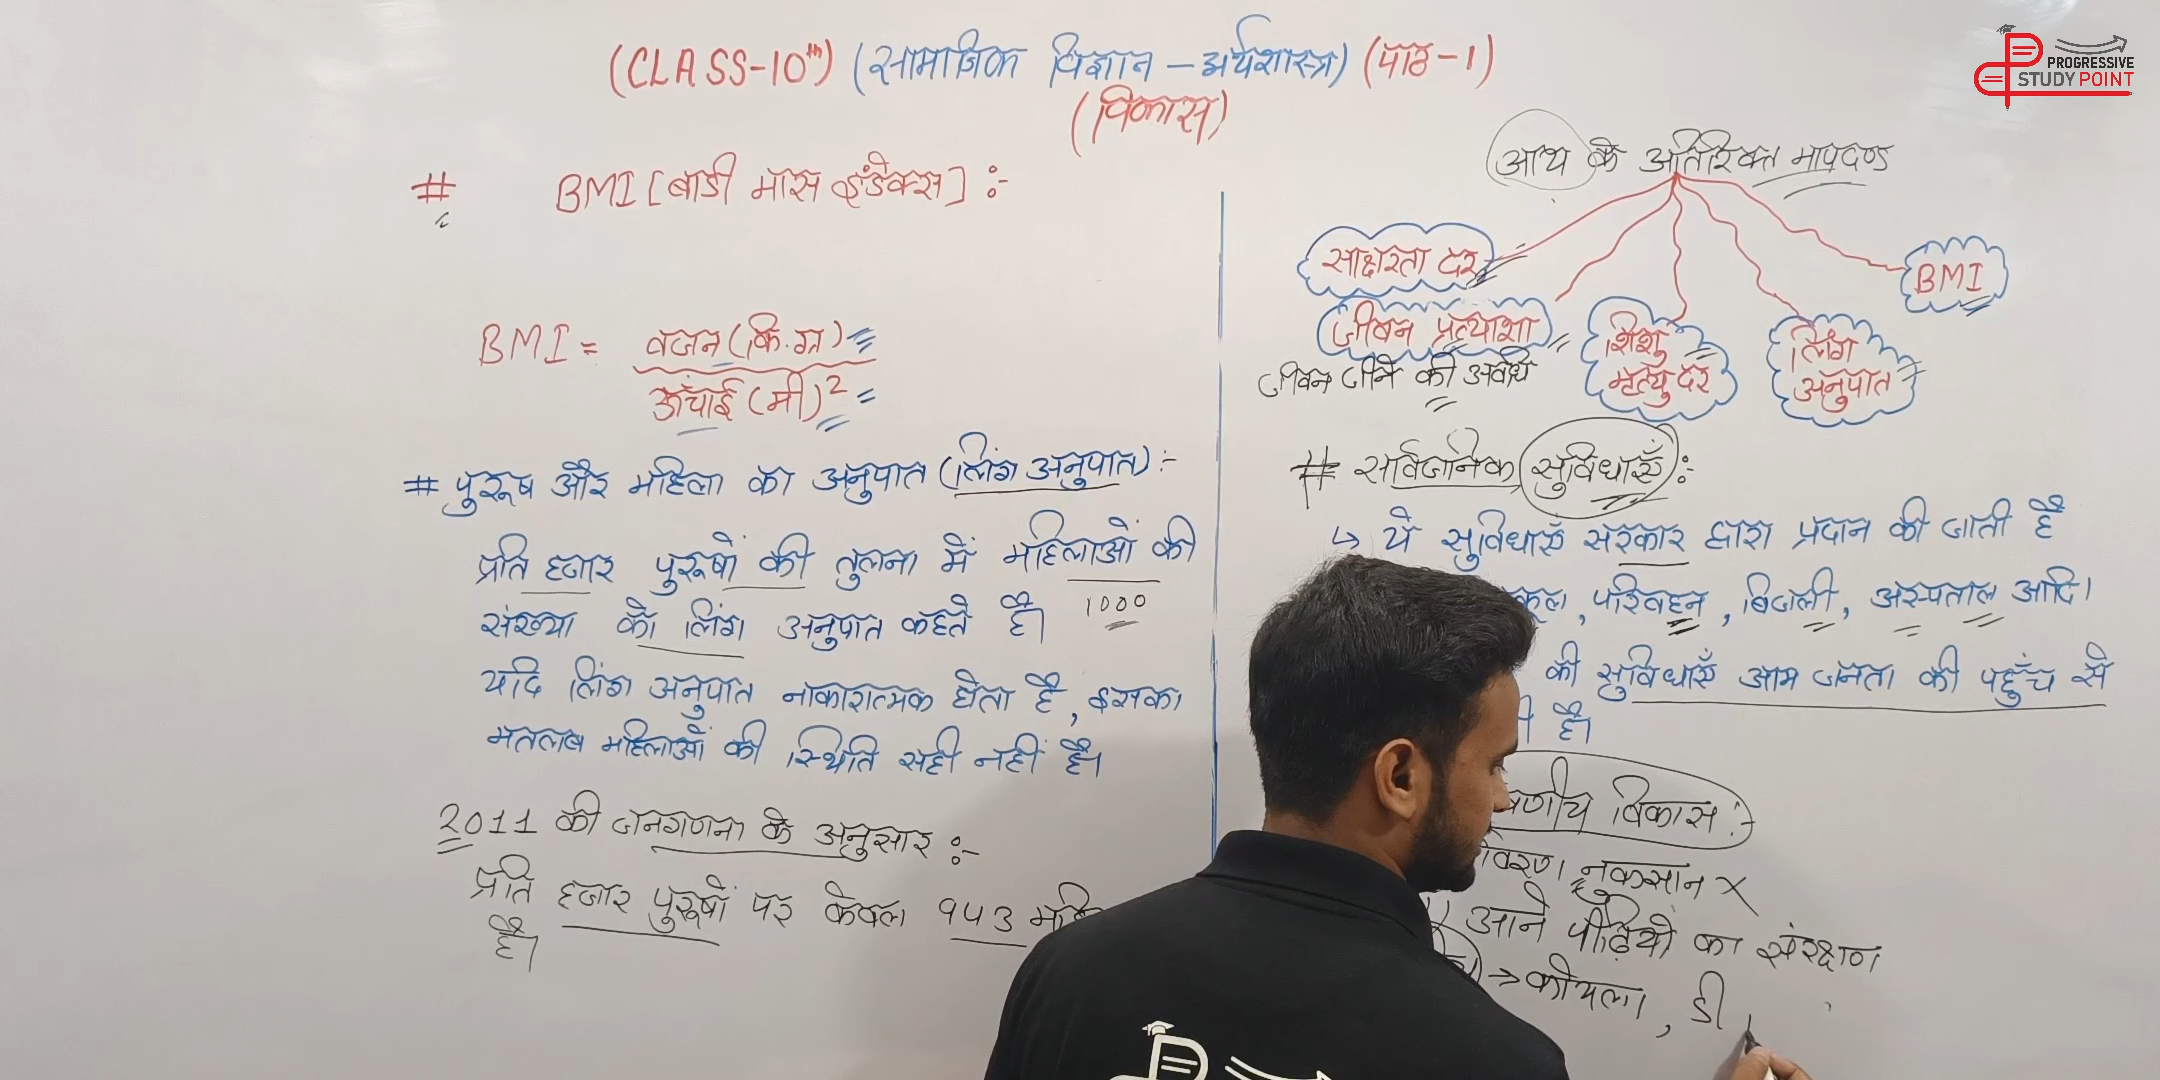 (CLASS-10th) (सामाजिक विज्ञान - अर्थशास्त्र) (पाठ-1)
(विकास)
PROGRESSIVE
STUDY POINT
# BMI [बाडी मास इंडेक्स] :-
BMI = वजन (कि.ग्रा)
ऊँचाई (मी)²
# पुरुष और महिला का अनुपात (लिंग अनुपात) :-
प्रति हजार पुरुषों की तुलना में महिलाओं की
1000
संख्या को लिंग अनुपात कहते हैं।
यदि लिंग अनुपात नाकारात्मक होता है, इसका
मतलब महिलाओं की स्थिति सही नहीं है।
2011 की जनगणना के अनुसार :-
प्रति हजार पुरुषों पर केवल 943
है।
आय के अतिरिक्त मापदण्ड
साक्षरता दर
जीवन प्रत्याशा
जीवन जीने की अवधि
शिशु
मृत्यु दर
लिंग
अनुपात
BMI
# सार्वजनिक सुविधाएँ :-
↳ ये सुविधाएँ सरकार द्वारा प्रदान की जाती है
, परिवहन, बिजली, अस्पताल आदि।
की सुविधाएँ आम जनता की पहुँच से
है।
विकास :-
नुकसान X
आने पीढ़ियों का संरक्षण
→ कोयला, डी